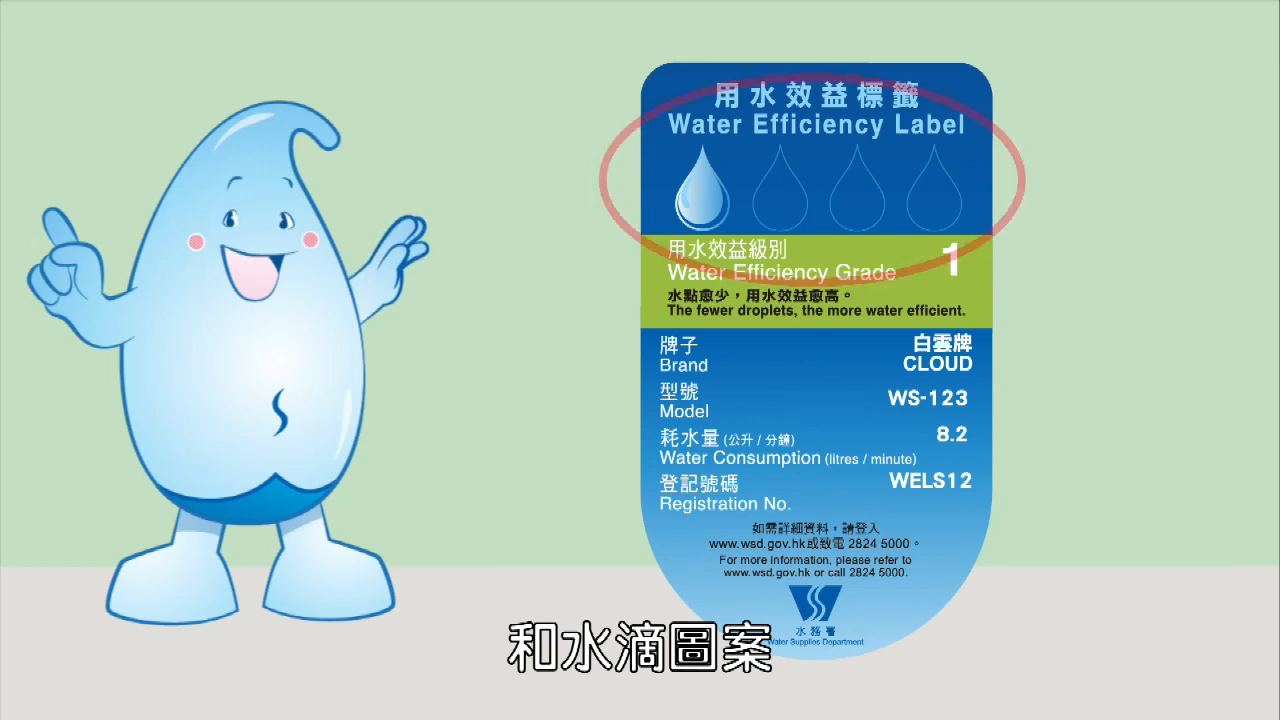 用水效益標籤
Water Efficiency Label
用水效益級別
Water Efficiency Grade
1
水點愈少，用水效益愈高。
The fewer droplets, the more water efficient.
牌子
Brand
白雲牌
CLOUD
型號
Model
WS-123
耗水量 (公升 / 分鐘)
Water Consumption (litres / minute)
8.2
登記號碼
Registration No.
WELS12
如需詳細資料，請登入
www.wsd.gov.hk或致電 2824 5000。
For more information, please refer to
www.wsd.gov.hk or call 2824 5000.
水務署
Water Supplies Department
和水滴圖案